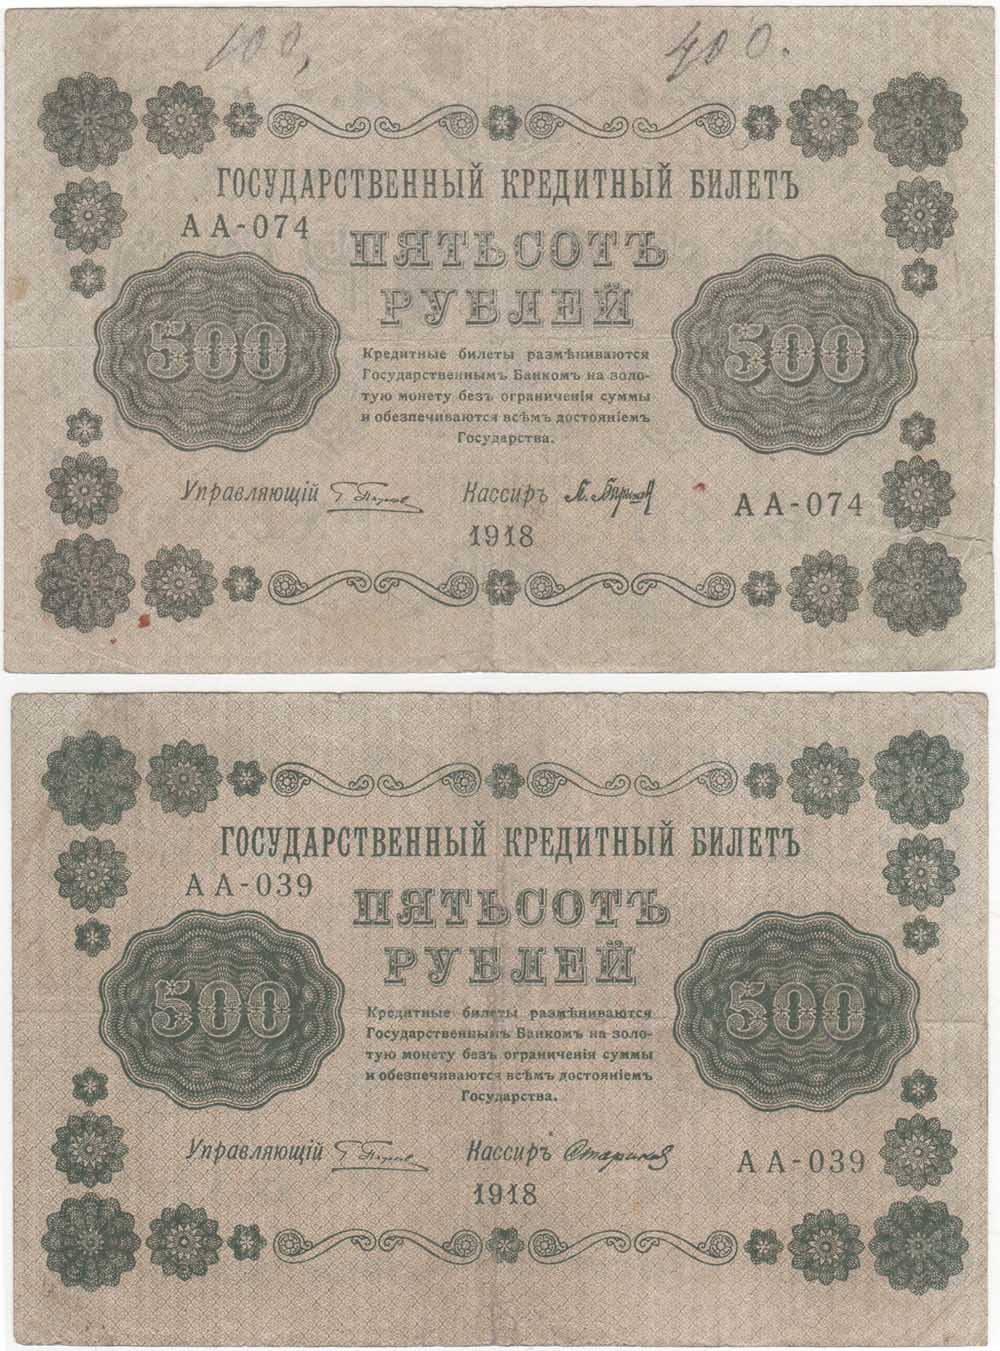 100,
400.
ГОСУДАРСТВЕННЫЙ КРЕДИТНЫЙ БИЛЕТЪ
АА-074
ПЯТЬСОТЪ
РУБЛЕЙ
500
500
Кредитные билеты размѣниваются
Государственнымъ Банкомъ на золо-
тую монету безъ ограниченія суммы
и обезпечиваются всѣмъ достояніемъ
Государства.
Управляющій
Кассиръ
АА-074
1918
ГОСУДАРСТВЕННЫЙ КРЕДИТНЫЙ БИЛЕТЪ
АА-039
ПЯТЬСОТЪ
РУБЛЕЙ
500
500
Кредитные билеты размѣниваются
Государственнымъ Банкомъ на золо-
тую монету безъ ограниченія суммы
и обезпечиваются всѣмъ достояніемъ
Государства.
Управляющій
Кассиръ Стариков
АА-039
1918